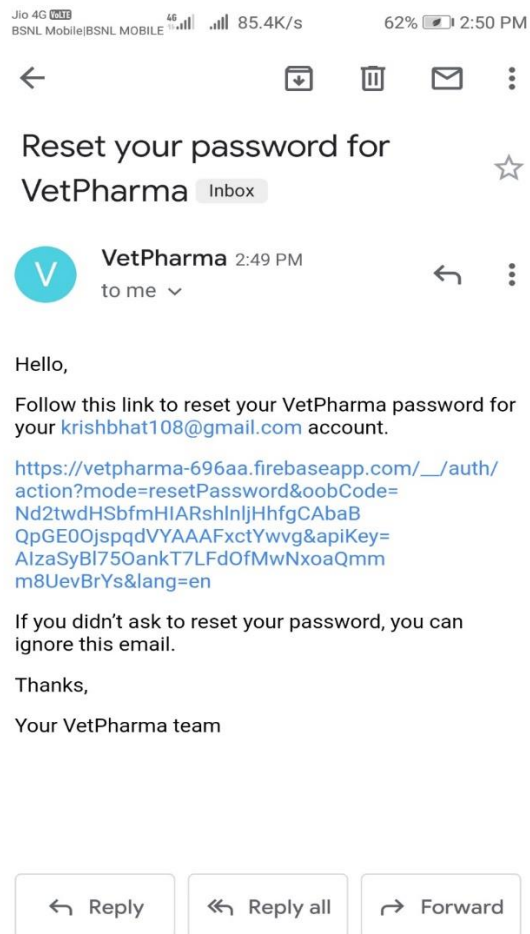 Jio 4G VoLTE
BSNL Mobile|BSNL MOBILE 4G 85.4K/s 62% 2:50 PM
Reset your password for
VetPharma Inbox
V
VetPharma 2:49 PM
to me
Hello,
Follow this link to reset your VetPharma password for
your krishbhat108@gmail.com account.
https://vetpharma-696aa.firebaseapp.com/__/auth/
action?mode=resetPassword&oobCode=
Nd2twdHSbfmHIARshlnljHhfgCAbaB
QpGE0OjspqdVYAAAFxctYwvg&apiKey=
AIzaSyBl75OankT7LFdOfMwNxoaQmm
m8UevBrYs&lang=en
If you didn't ask to reset your password, you can
ignore this email.
Thanks,
Your VetPharma team
Reply
Reply all
Forward